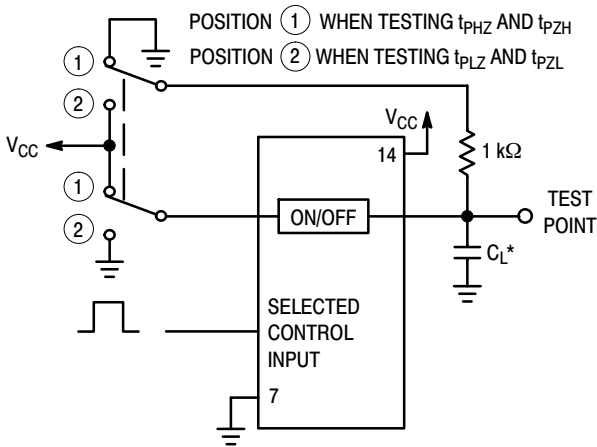 POSITION 1 WHEN TESTING tPHZ AND tPZH
POSITION 2 WHEN TESTING tPLZ AND tPZL
1
2
VCC
1
2
VCC
14
1 kΩ
ON/OFF
TEST
POINT
CL*
SELECTED
CONTROL
INPUT
7